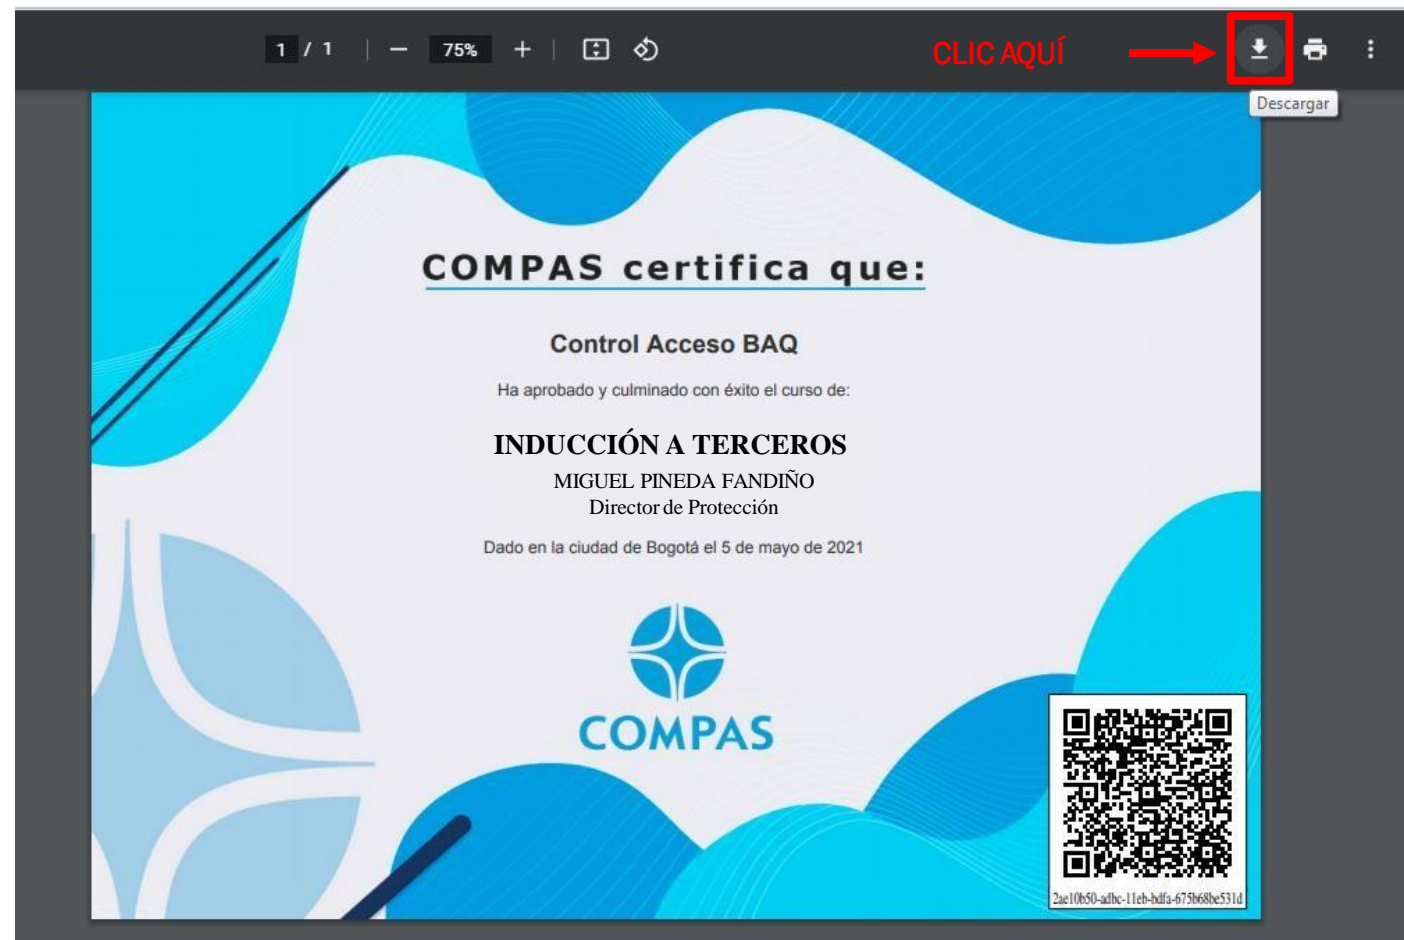 1 / 1 | − 75% + |
CLIC AQUÍ
Descargar
COMPAS certifica que:
Control Acceso BAQ
Ha aprobado y culminado con éxito el curso de:
INDUCCIÓN A TERCEROS
MIGUEL PINEDA FANDIÑO
Director de Protección
Dado en la ciudad de Bogotá el 5 de mayo de 2021
COMPAS
2ae10b50-adbc-11eb-bdfa-675b68be531d